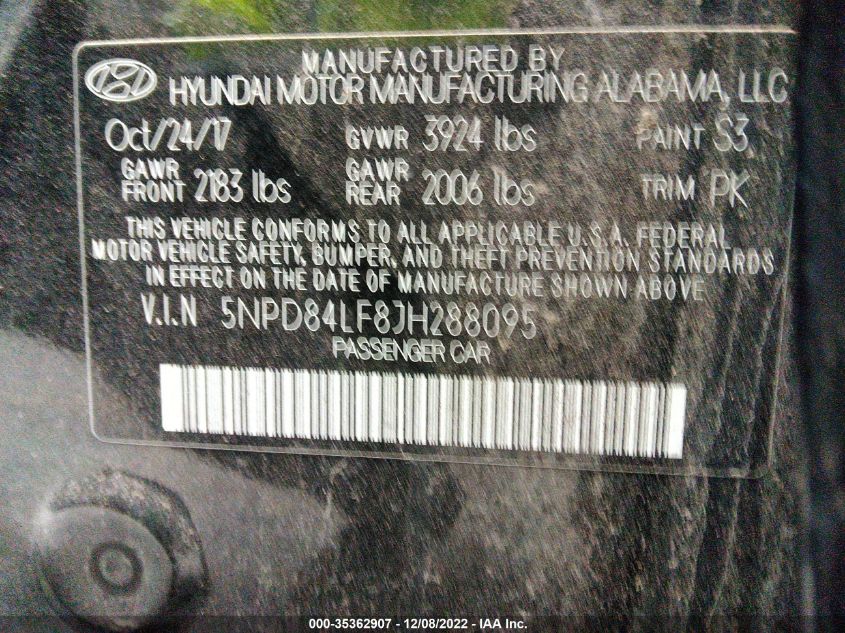 MANUFACTURED BY
HYUNDAI MOTOR MANUFACTURING ALABAMA, LLC
Oct/24/17 GVWR 3924 lbs PAINT S3
GAWR FRONT 2183 lbs GAWR REAR 2006 lbs TRIM PK
THIS VEHICLE CONFORMS TO ALL APPLICABLE U.S.A. FEDERAL
MOTOR VEHICLE SAFETY, BUMPER, AND THEFT PREVENTION STANDARDS
IN EFFECT ON THE DATE OF MANUFACTURE SHOWN ABOVE
V.I.N 5NPD84LF8JH288095
PASSENGER CAR
000-35362907 - 12/08/2022 - IAA Inc.